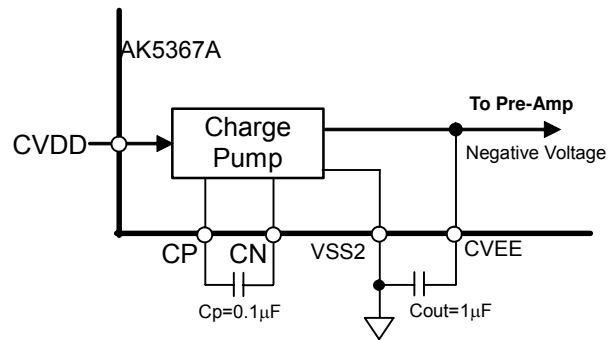 AK5367A
To Pre-Amp
CVDD
Charge
Pump
Negative Voltage
CP
CN
VSS2
CVEE
Cp=0.1μF
Cout=1μF